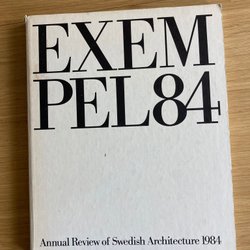 EXEM
PEL84
Annual Review of Swedish Architecture 1984